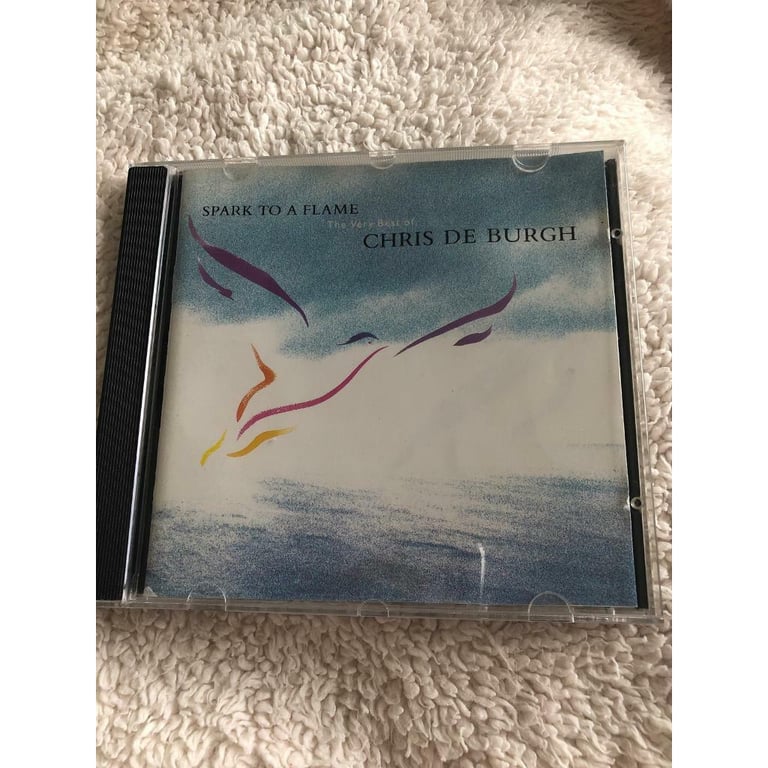 SPARK TO A FLAME
The Very Best of
CHRIS DE BURGH